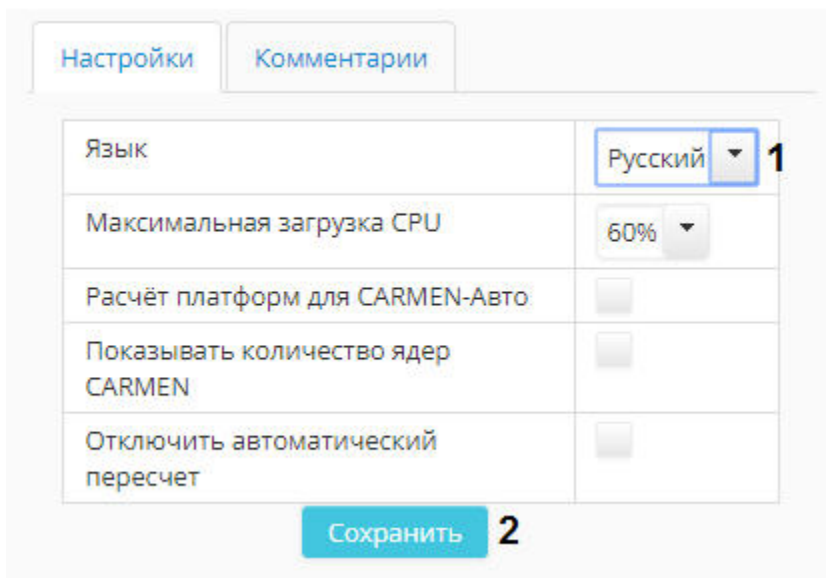 Настройки Комментарии
Язык Русский 1
Максимальная загрузка CPU 60%
Расчёт платформ для CARMEN-Авто
Показывать количество ядер
CARMEN
Отключить автоматический
пересчет
Сохранить 2